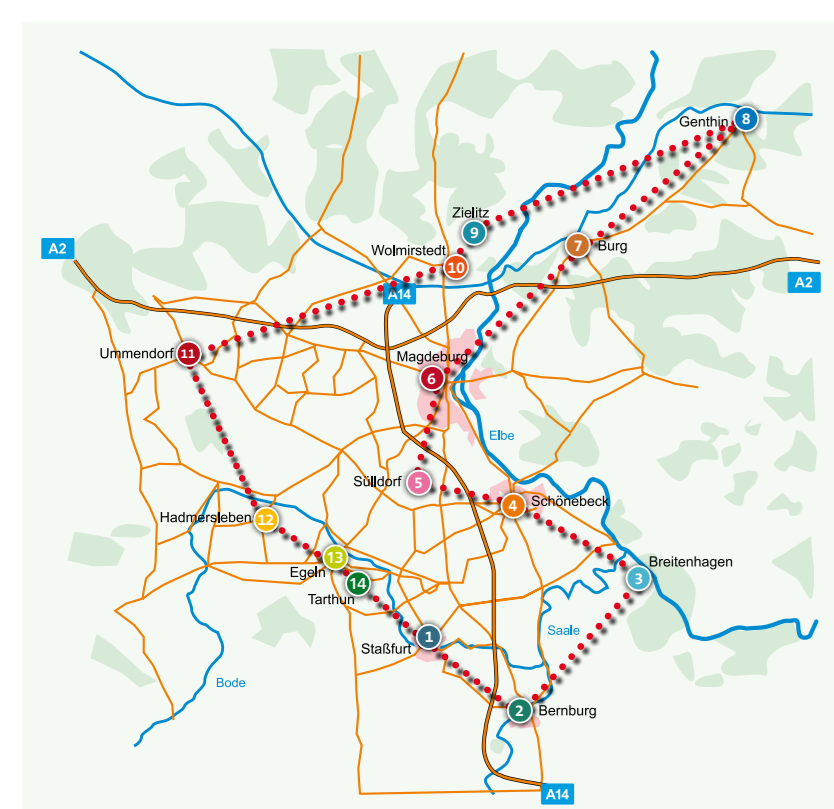 8
Genthin
Zielitz
9
Wolmirstedt
7
Burg
A2
10
A2
A14
Ummendorf
11
Magdeburg
6
Elbe
Sülldorf
5
4
Schönebeck
Hadmersleben
12
13
Breitenhagen
Egeln
14
3
Tarthun
Saale
1
Staßfurt
Bode
2
Bernburg
A14